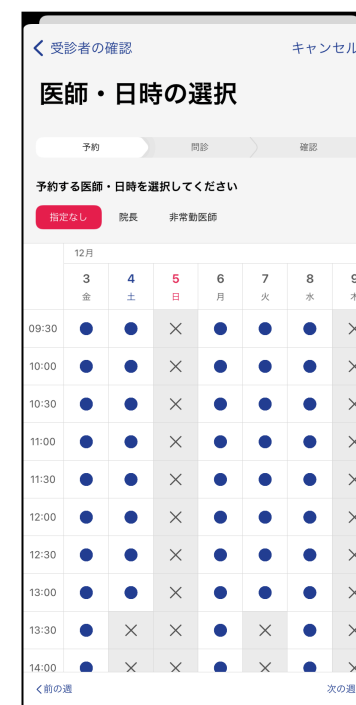 受診者の確認 キャンセル
医師・日時の選択
予約 問診 確認
予約する医師・日時を選択してください
指定なし 院長 非常勤医師
12月
3 4 5 6 7 8 9
金 土 日 月 火 水 木
09:30
10:00
10:30
11:00
11:30
12:00
12:30
13:00
13:30
14:00
前の週 次の週